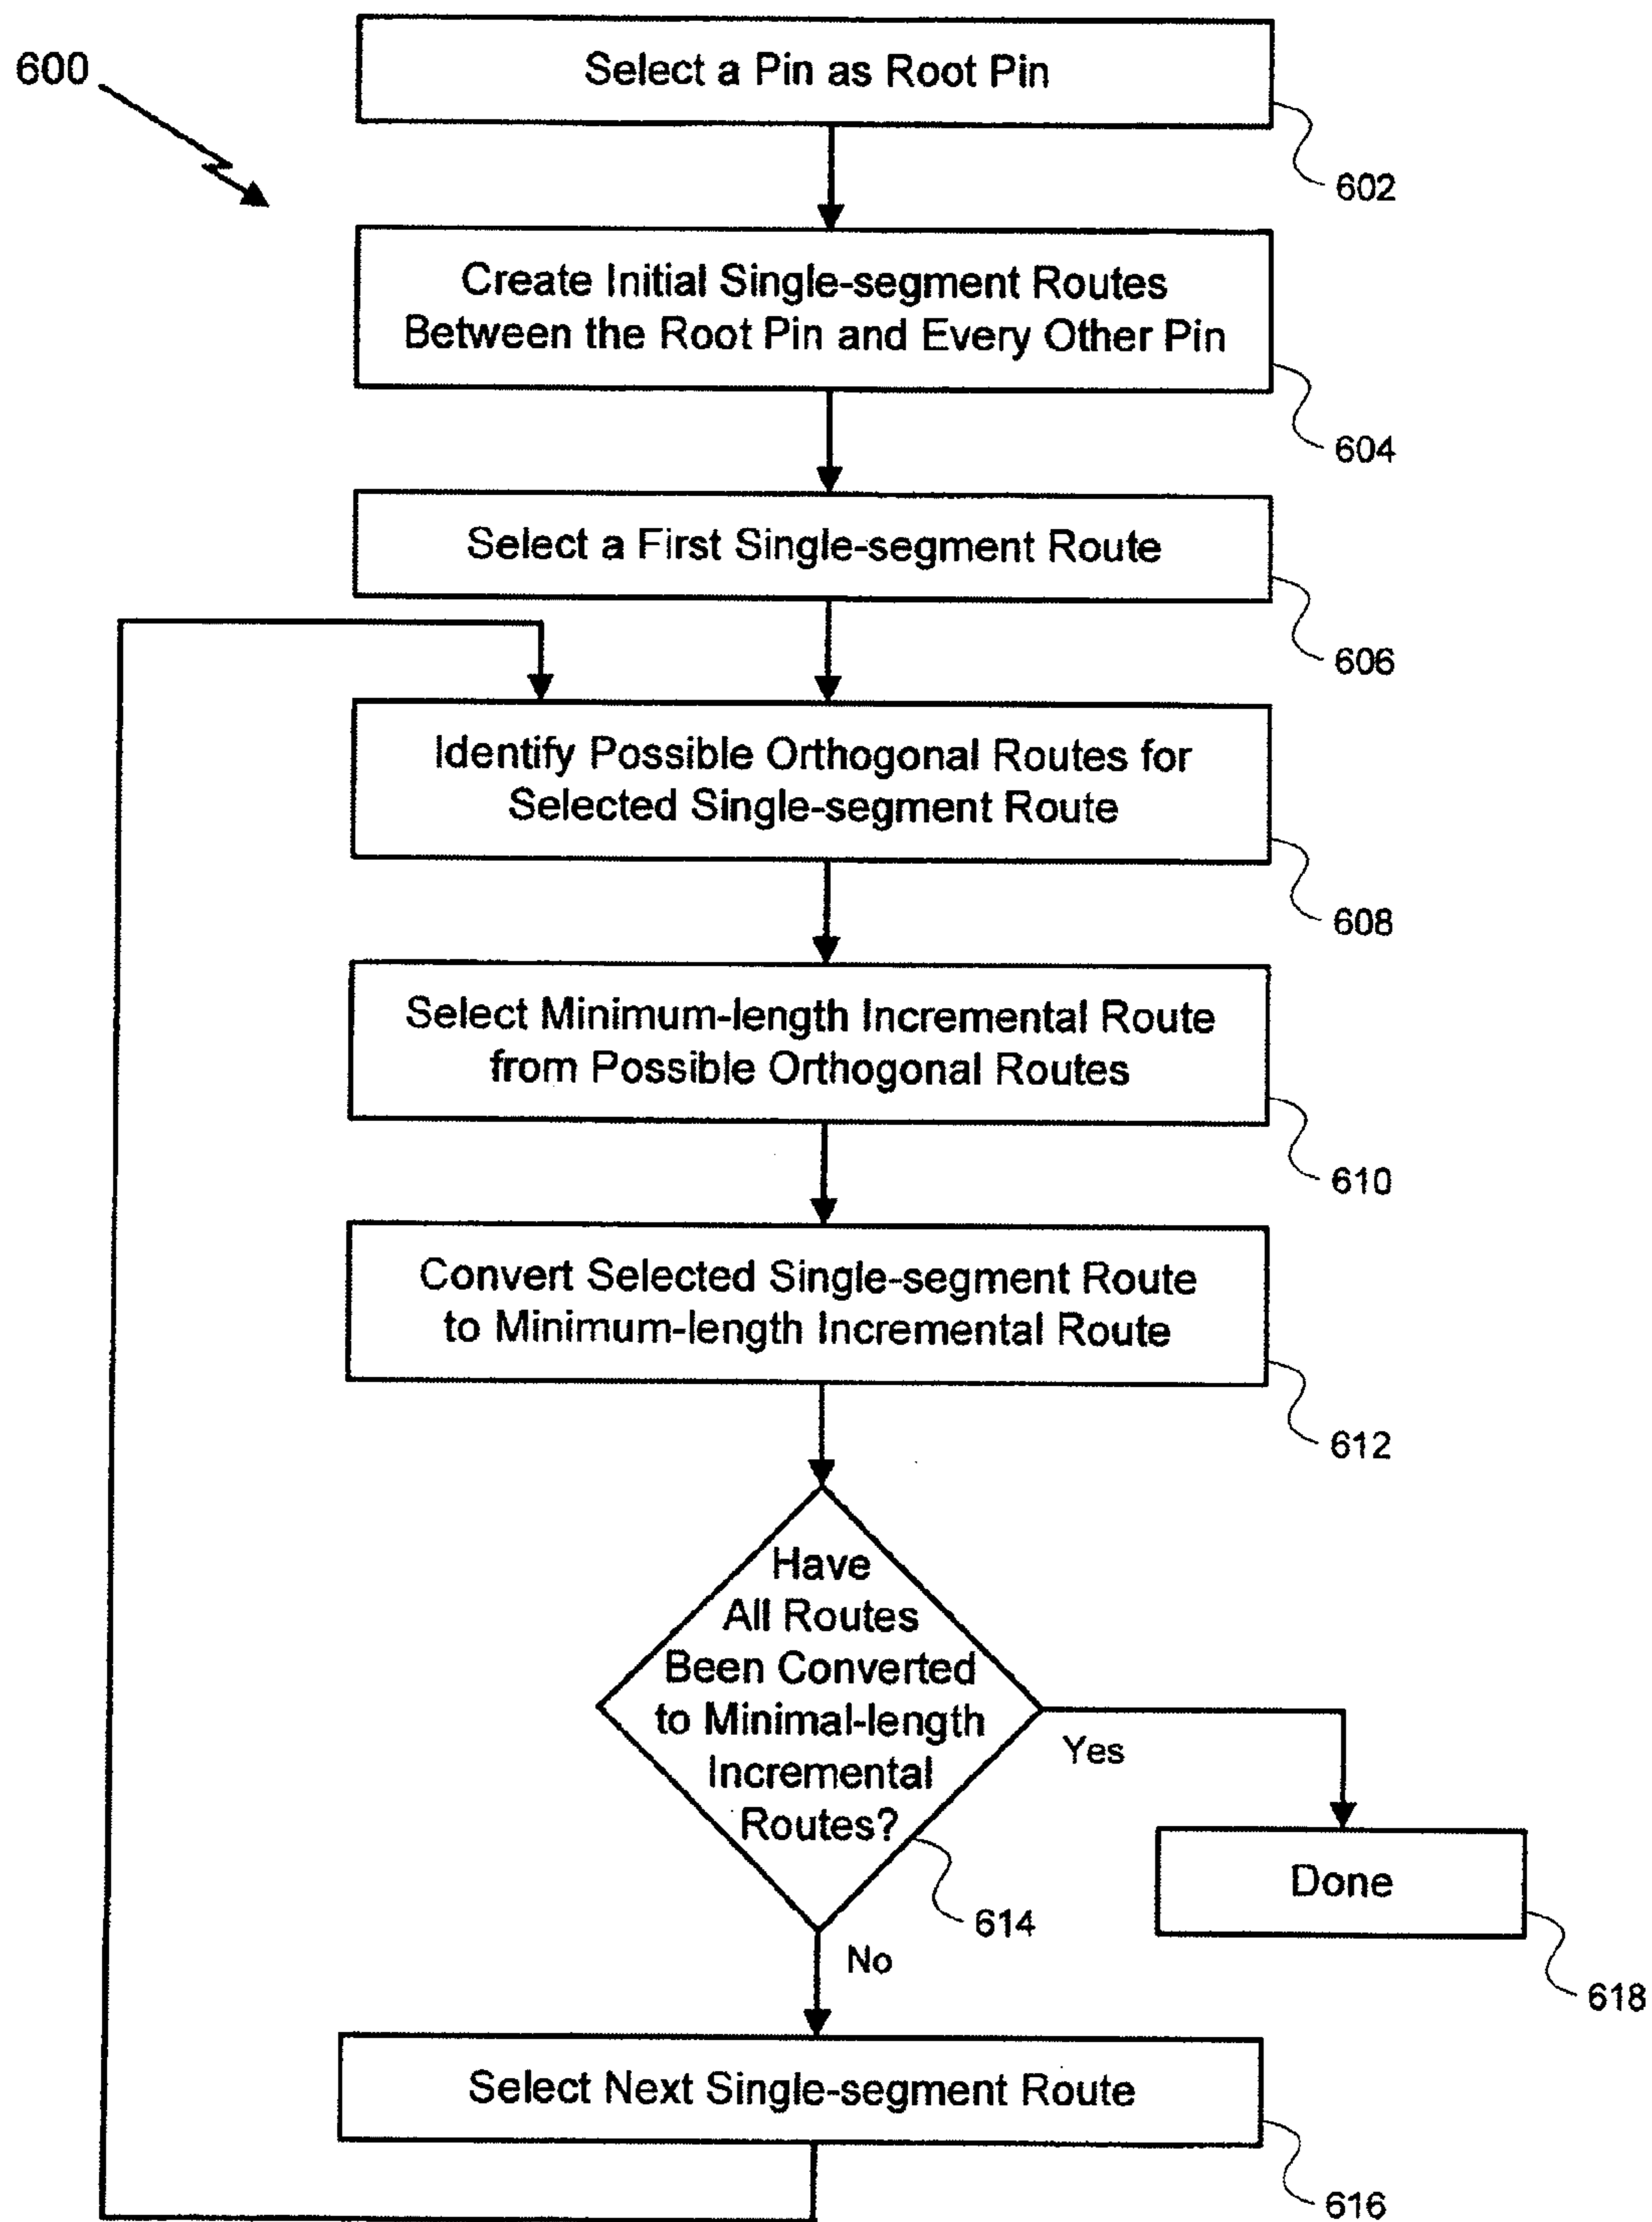 600
Select a Pin as Root Pin
602
Create Initial Single-segment Routes
Between the Root Pin and Every Other Pin
604
Select a First Single-segment Route
606
Identify Possible Orthogonal Routes for
Selected Single-segment Route
608
Select Minimum-length Incremental Route
from Possible Orthogonal Routes
610
Convert Selected Single-segment Route
to Minimum-length Incremental Route
612
Have
All Routes
Been Converted
to Minimal-length
Incremental
Routes?
614
Yes
Done
618
No
Select Next Single-segment Route
616